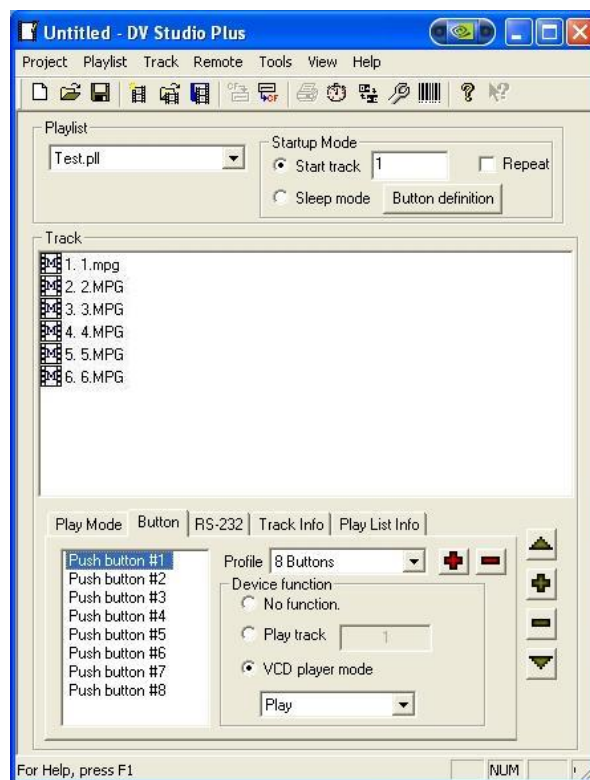 Untitled - DV Studio Plus
Project Playlist Track Remote Tools View Help
Playlist
Test.pll
Startup Mode
Start track 1 Repeat
Sleep mode Button definition
Track
1. 1.mpg
2. 2.MPG
3. 3.MPG
4. 4.MPG
5. 5.MPG
6. 6.MPG
Play Mode Button RS-232 Track Info Play List Info
Push button #1
Push button #2
Push button #3
Push button #4
Push button #5
Push button #6
Push button #7
Push button #8
Profile 8 Buttons
Device function
No function.
Play track 1
VCD player mode
Play
For Help, press F1 NUM